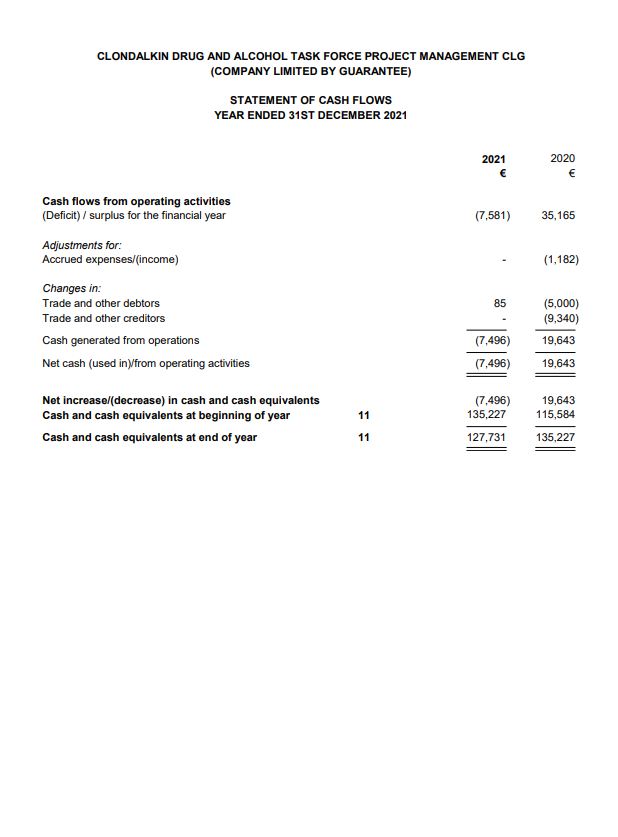 CLONDALKIN DRUG AND ALCOHOL TASK FORCE PROJECT MANAGEMENT CLG
(COMPANY LIMITED BY GUARANTEE)
STATEMENT OF CASH FLOWS
YEAR ENDED 31ST DECEMBER 2021
2021 2020
€ €
Cash flows from operating activities
(Deficit) / surplus for the financial year (7,581) 35,165
Adjustments for:
Accrued expenses/(income) - (1,182)
Changes in:
Trade and other debtors 85 (5,000)
Trade and other creditors - (9,340)
Cash generated from operations (7,496) 19,643
Net cash (used in)/from operating activities (7,496) 19,643
Net increase/(decrease) in cash and cash equivalents (7,496) 19,643
Cash and cash equivalents at beginning of year 11 135,227 115,584
Cash and cash equivalents at end of year 11 127,731 135,227